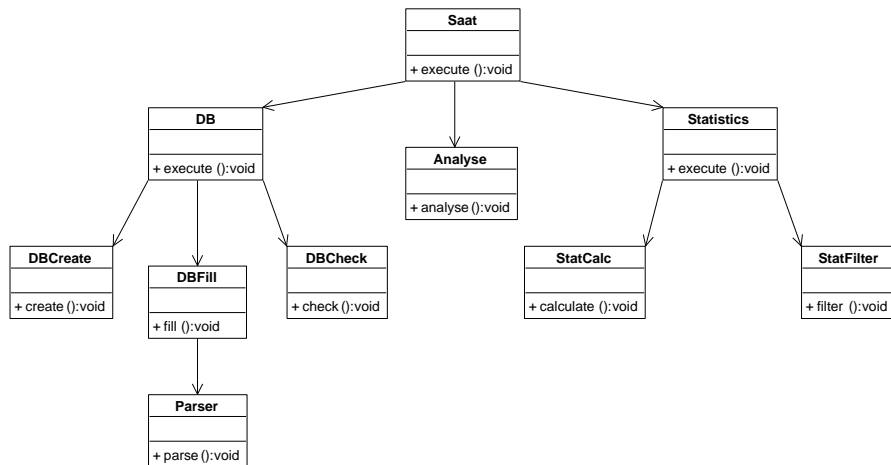 Saat
+ execute ():void
DB
+ execute ():void
Analyse
+ analyse ():void
Statistics
+ execute ():void
DBCreate
+ create ():void
DBFill
+ fill ():void
DBCheck
+ check ():void
StatCalc
+ calculate ():void
StatFilter
+ filter ():void
Parser
+ parse ():void